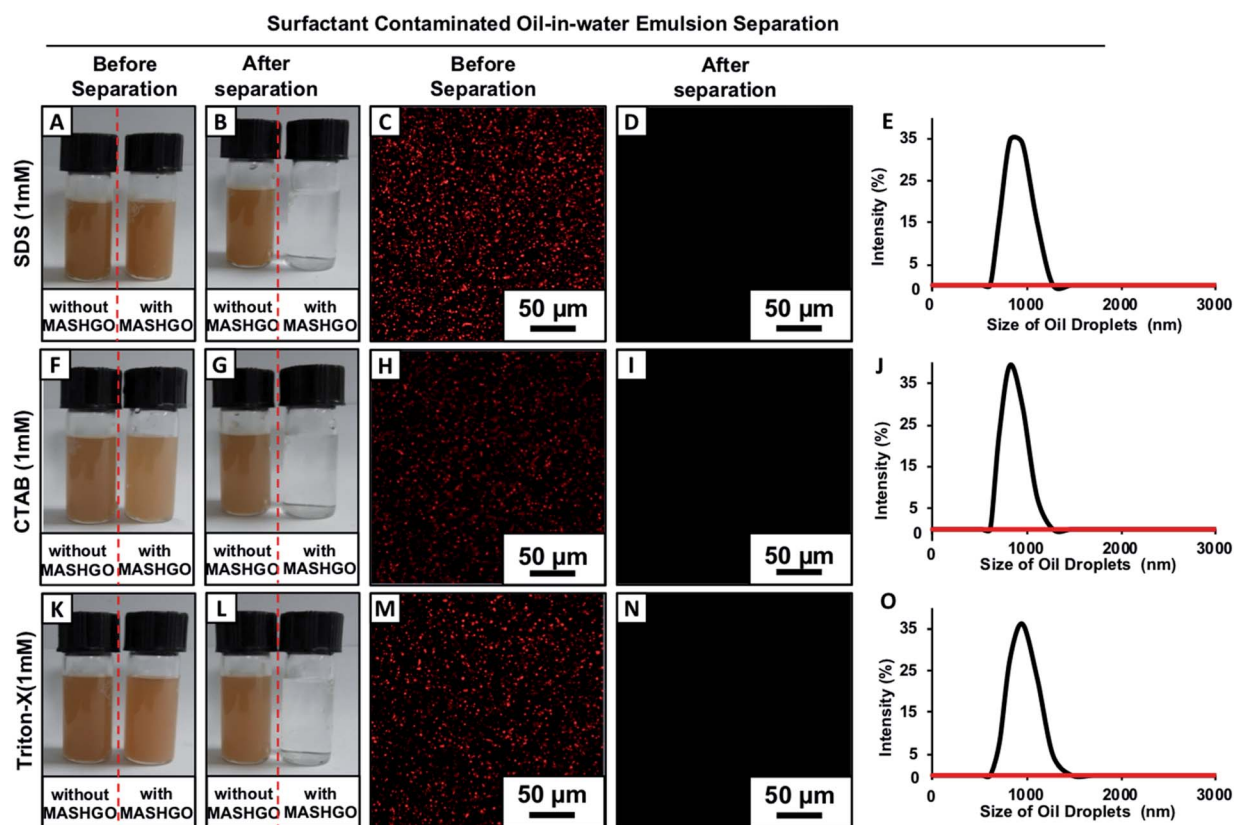 Surfactant Contaminated Oil-in-water Emulsion Separation
Before
Separation
After
separation
Before
Separation
After
separation
SDS (1mM)
A
B
C
D
E
without
MASHGO
with
MASHGO
without
MASHGO
with
MASHGO
50 µm
50 µm
Intensity (%)
35
25
15
5
0
0
1000
2000
3000
Size of Oil Droplets (nm)
CTAB (1mM)
F
G
H
I
J
without
MASHGO
with
MASHGO
without
MASHGO
with
MASHGO
50 µm
50 µm
Intensity (%)
35
25
15
5
0
0
1000
2000
3000
Size of Oil Droplets (nm)
Triton-X(1mM)
K
L
M
N
O
without
MASHGO
with
MASHGO
without
MASHGO
with
MASHGO
50 µm
50 µm
Intensity (%)
35
25
15
5
0
0
1000
2000
3000
Size of Oil Droplets (nm)